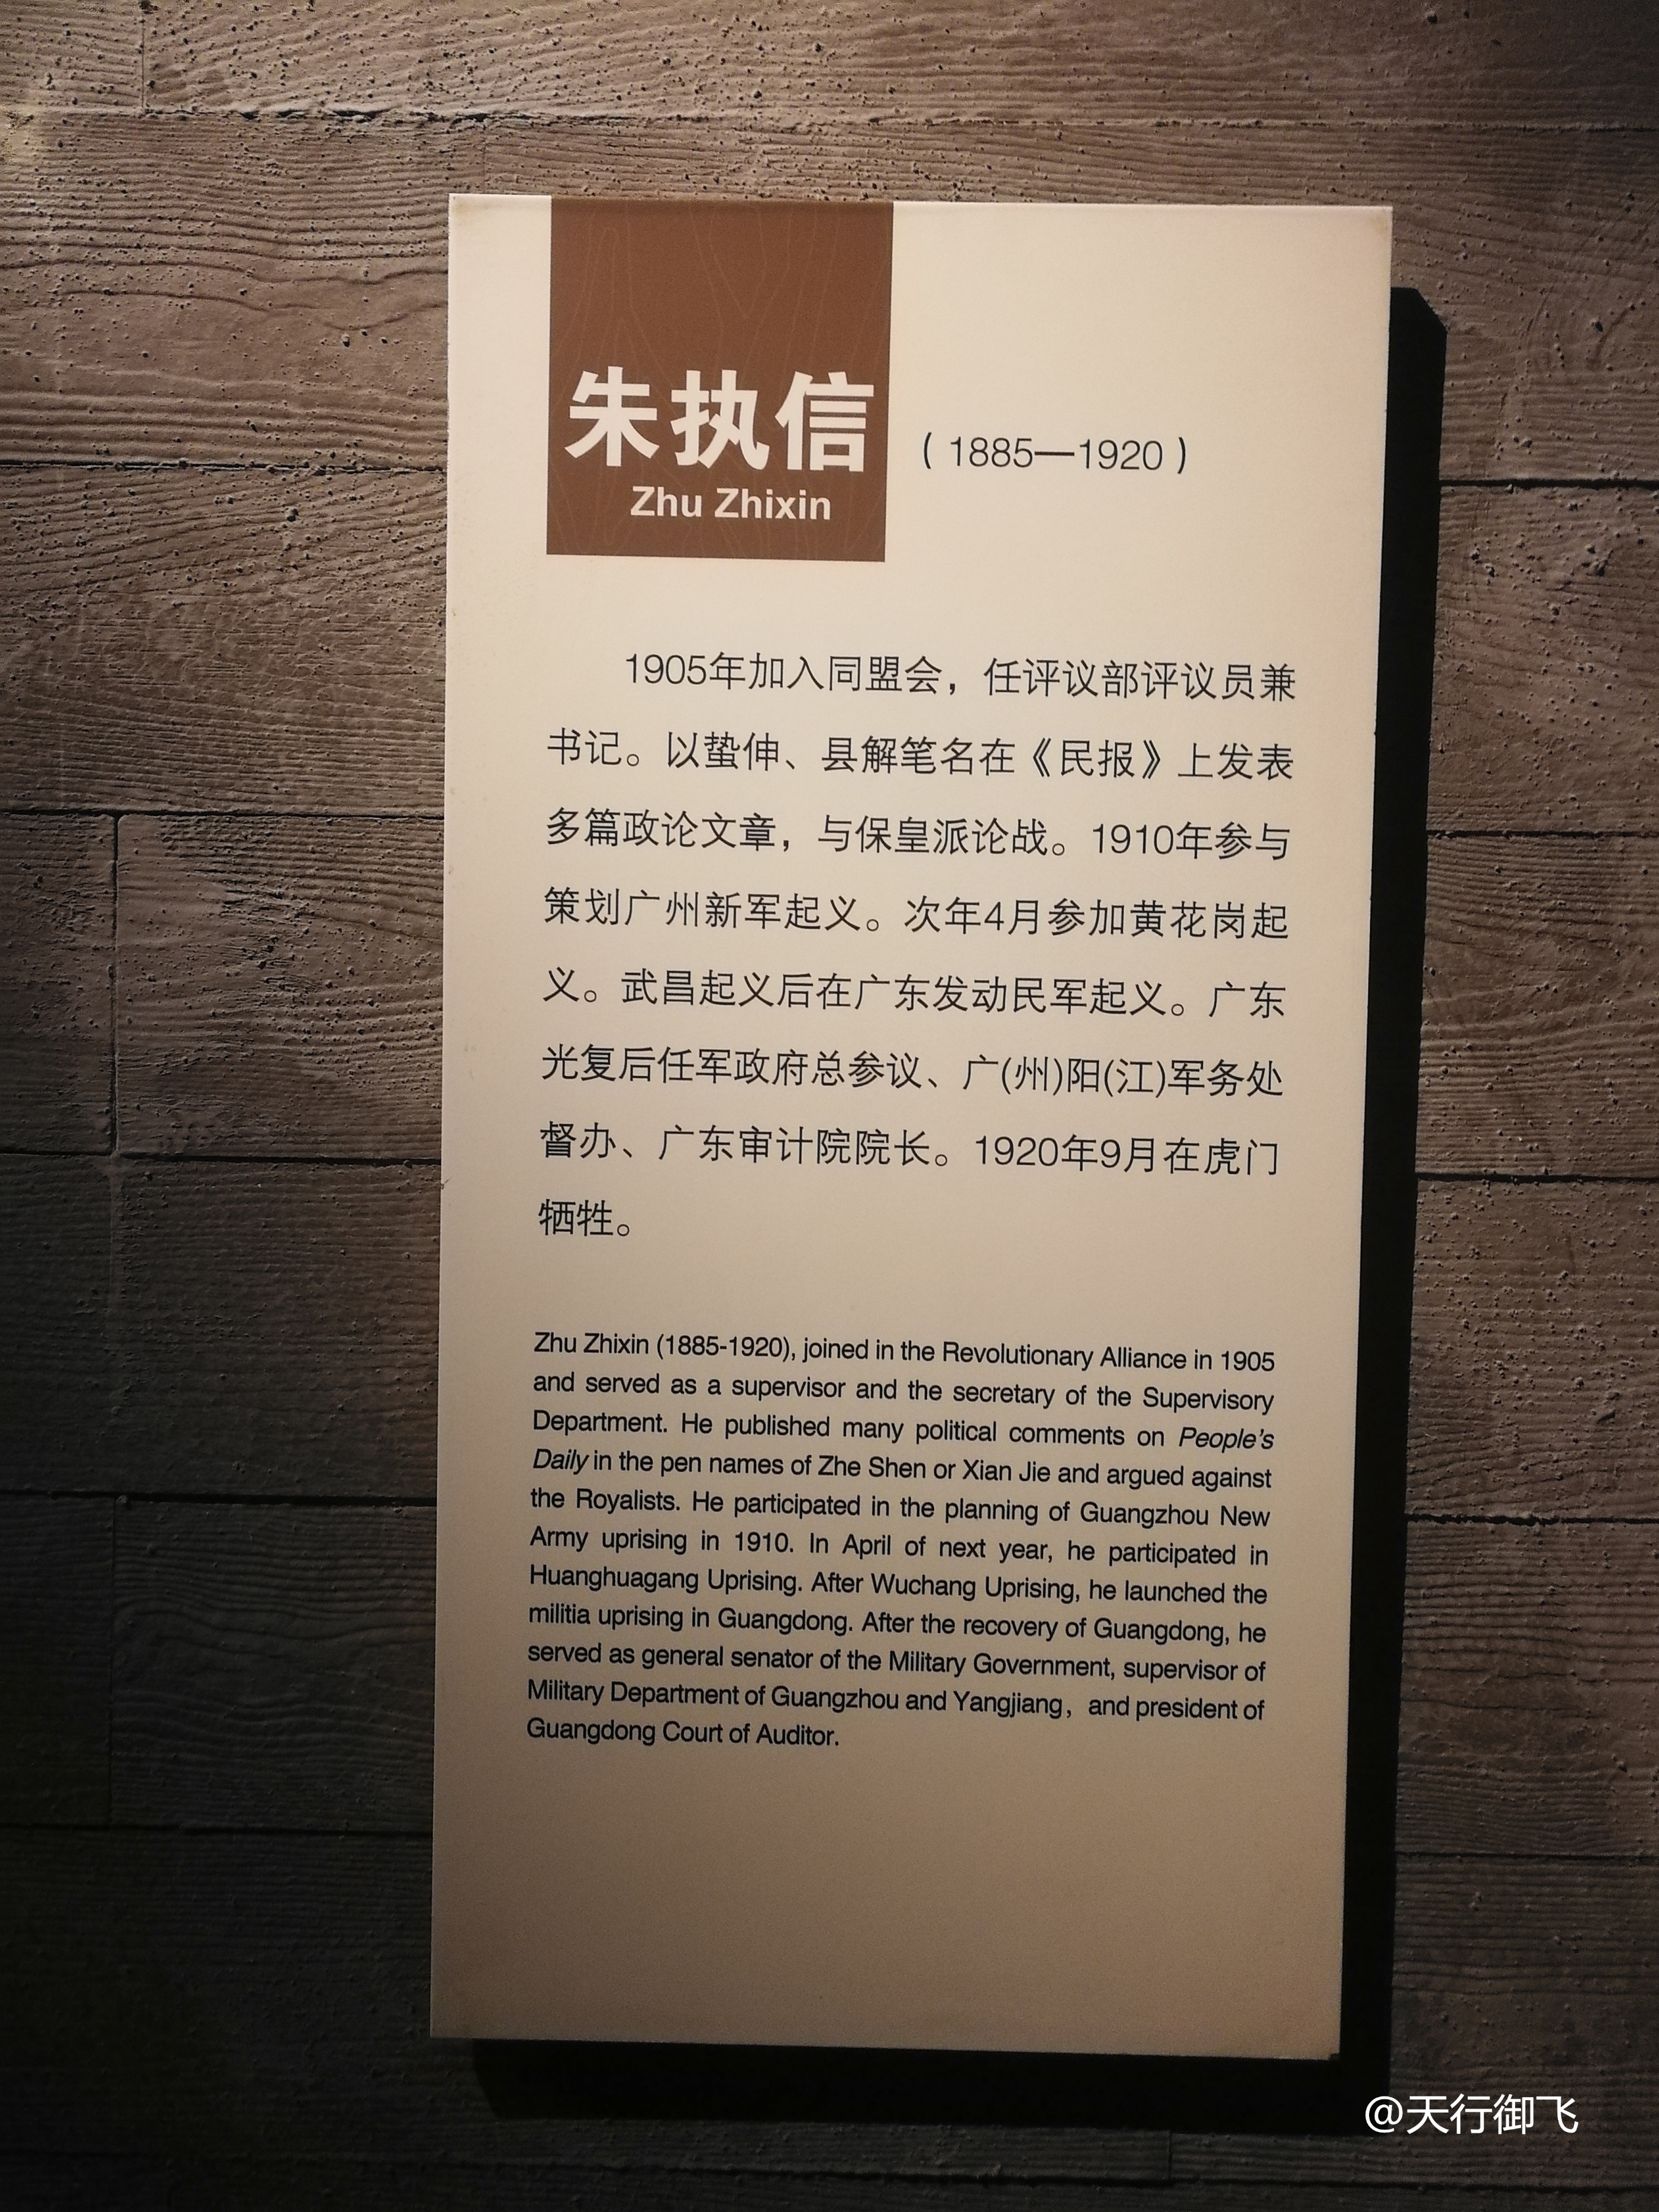 朱执信
Zhu Zhixin
（1885—1920）
1905年加入同盟会，任评议部评议员兼
书记。以蛰伸、县解笔名在《民报》上发表
多篇政论文章，与保皇派论战。1910年参与
策划广州新军起义。次年4月参加黄花岗起
义。武昌起义后在广东发动民军起义。广东
光复后任军政府总参议、广(州)阳(江)军务处
督办、广东审计院院长。1920年9月在虎门
牺牲。
Zhu Zhixin (1885-1920), joined in the Revolutionary Alliance in 1905
and served as a supervisor and the secretary of the Supervisory
Department. He published many political comments on People's
Daily in the pen names of Zhe Shen or Xian Jie and argued against
the Royalists. He participated in the planning of Guangzhou New
Army uprising in 1910. In April of next year, he participated in
Huanghuagang Uprising. After Wuchang Uprising, he launched the
militia uprising in Guangdong. After the recovery of Guangdong, he
served as general senator of the Military Government, supervisor of
Military Department of Guangzhou and Yangjiang，and president of
Guangdong Court of Auditor.
@天行御飞